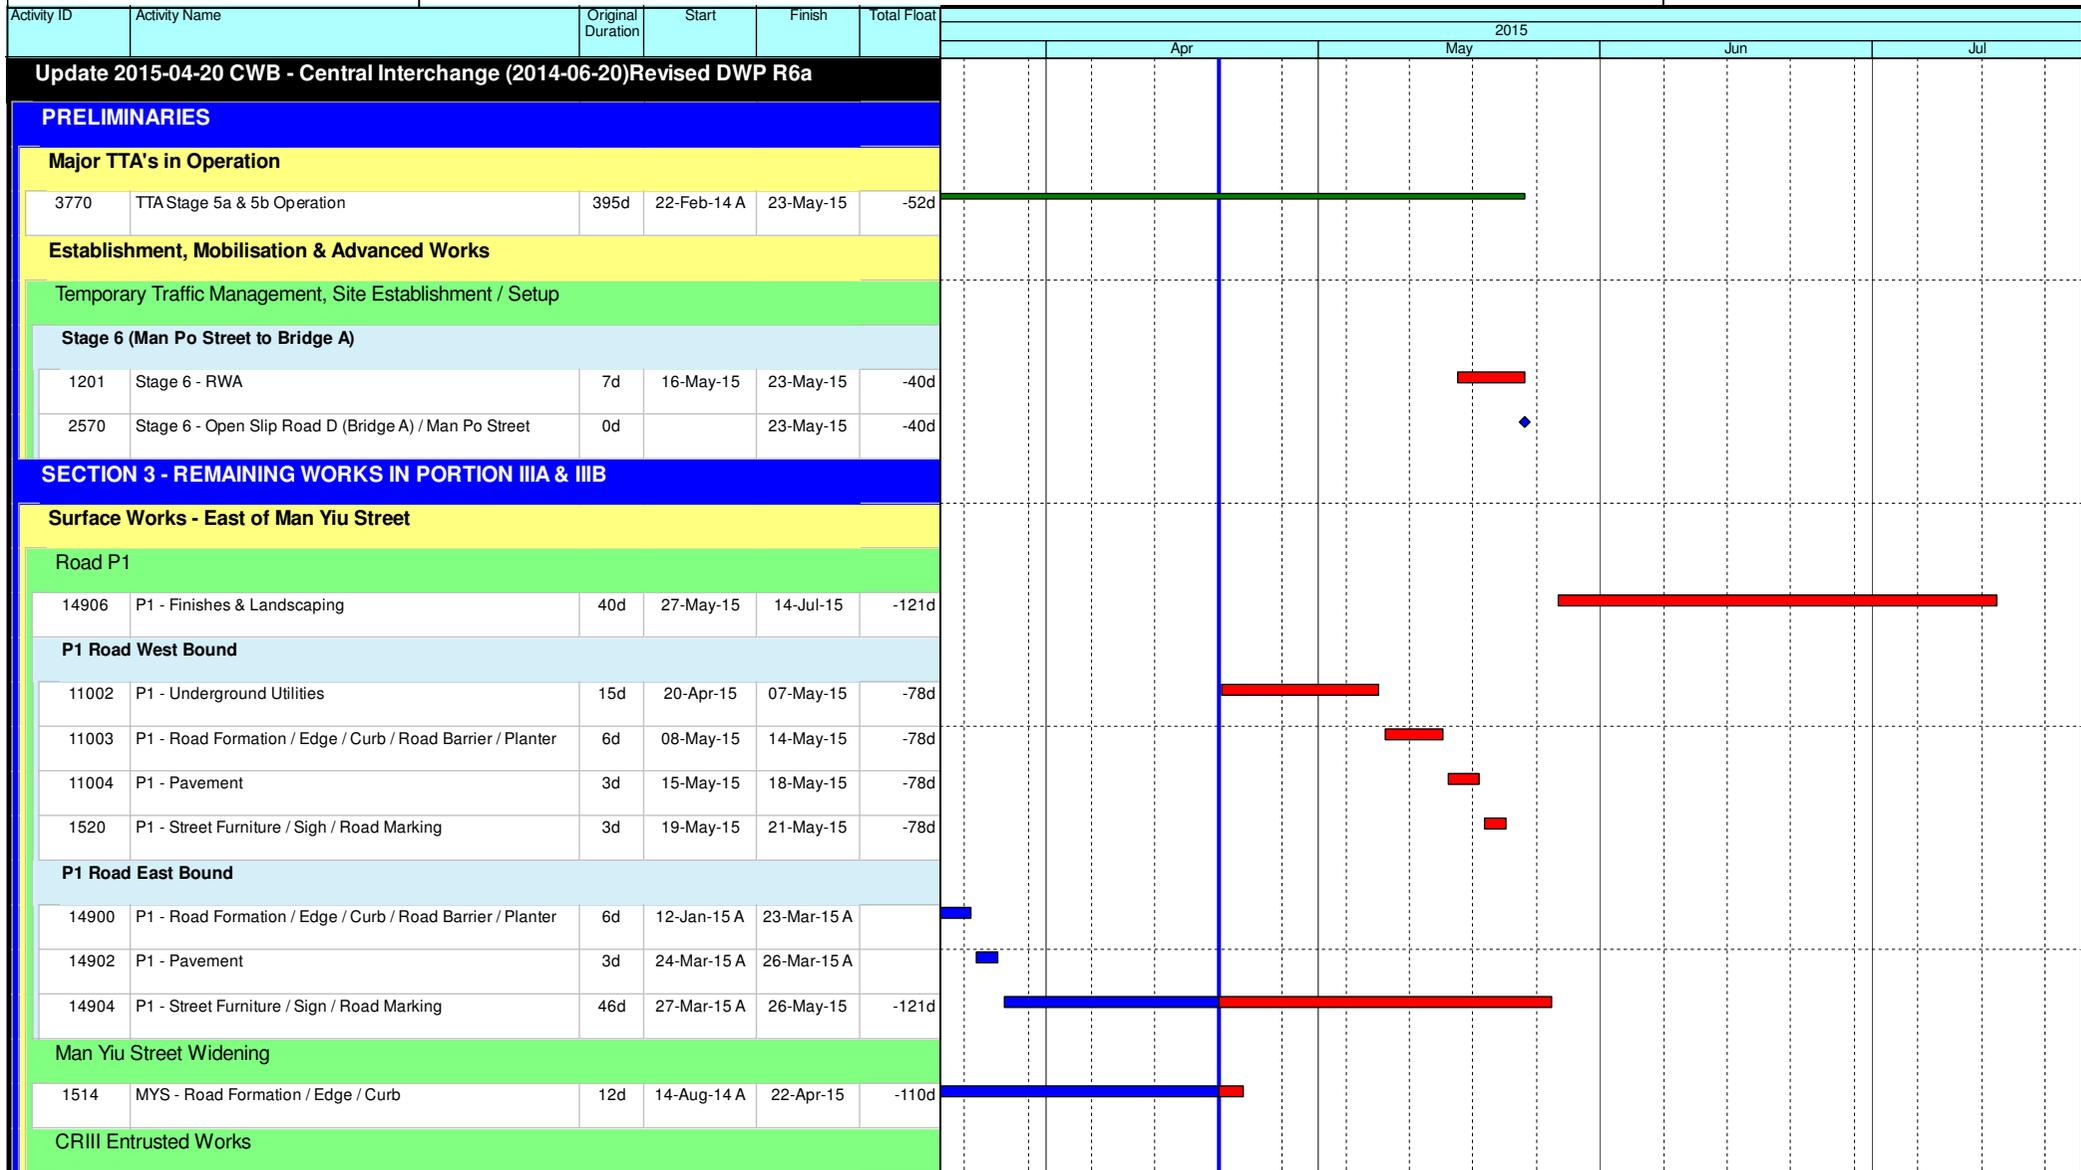 Activity ID Activity Name Original Duration Start Finish Total Float
2015
Apr May Jun Jul
Update 2015-04-20 CWB - Central Interchange (2014-06-20)Revised DWP R6a
PRELIMINARIES
Major TTA's in Operation
3770 TTA Stage 5a & 5b Operation 395d 22-Feb-14 A 23-May-15 -52d
Establishment, Mobilisation & Advanced Works
Temporary Traffic Management, Site Establishment / Setup
Stage 6 (Man Po Street to Bridge A)
1201 Stage 6 - RWA 7d 16-May-15 23-May-15 -40d
2570 Stage 6 - Open Slip Road D (Bridge A) / Man Po Street 0d 23-May-15 -40d
SECTION 3 - REMAINING WORKS IN PORTION IIIA & IIIB
Surface Works - East of Man Yiu Street
Road P1
14906 P1 - Finishes & Landscaping 40d 27-May-15 14-Jul-15 -121d
P1 Road West Bound
11002 P1 - Underground Utilities 15d 20-Apr-15 07-May-15 -78d
11003 P1 - Road Formation / Edge / Curb / Road Barrier / Planter 6d 08-May-15 14-May-15 -78d
11004 P1 - Pavement 3d 15-May-15 18-May-15 -78d
1520 P1 - Street Furniture / Sigh / Road Marking 3d 19-May-15 21-May-15 -78d
P1 Road East Bound
14900 P1 - Road Formation / Edge / Curb / Road Barrier / Planter 6d 12-Jan-15 A 23-Mar-15 A
14902 P1 - Pavement 3d 24-Mar-15 A 26-Mar-15 A
14904 P1 - Street Furniture / Sign / Road Marking 46d 27-Mar-15 A 26-May-15 -121d
Man Yiu Street Widening
1514 MYS - Road Formation / Edge / Curb 12d 14-Aug-14 A 22-Apr-15 -110d
CRIII Entrusted Works